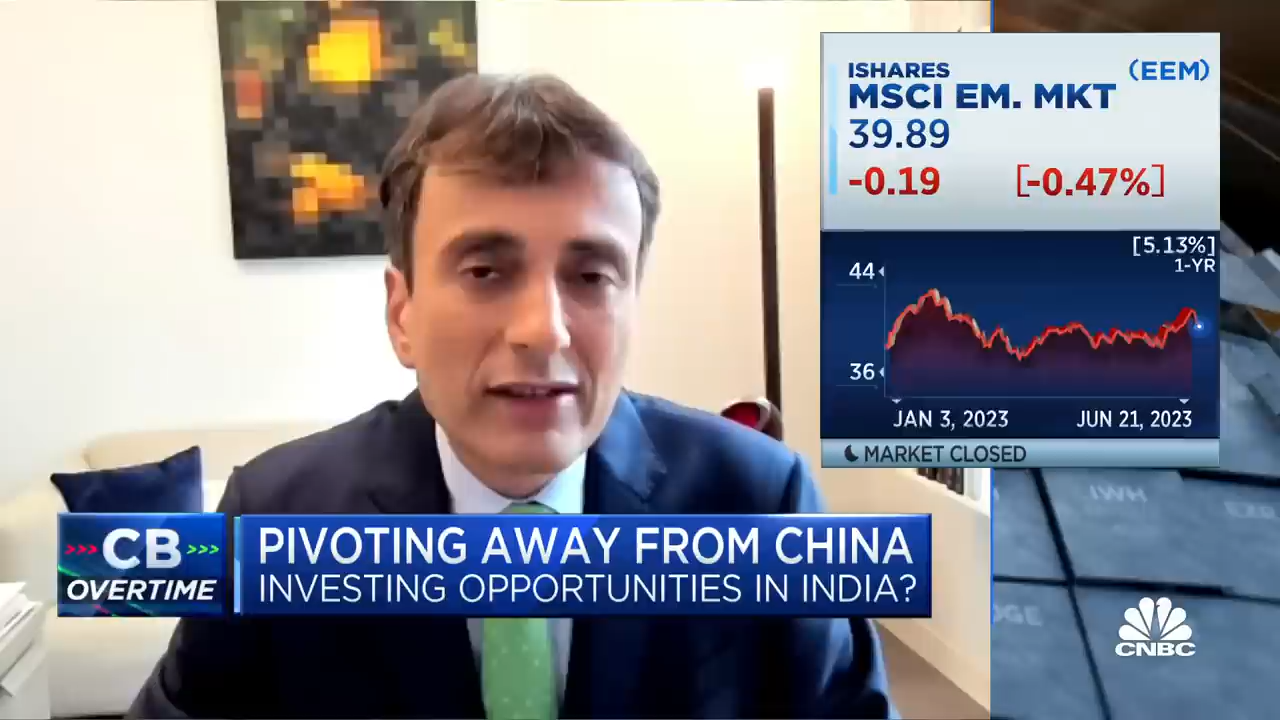 ISHARES (EEM)
MSCI EM. MKT
39.89
-0.19 [-0.47%]
[5.13%]
1-YR
44
36
JAN 3, 2023 JUN 21, 2023
MARKET CLOSED
>>> CB >>>
OVERTIME
PIVOTING AWAY FROM CHINA
INVESTING OPPORTUNITIES IN INDIA?
IWH
CNBC